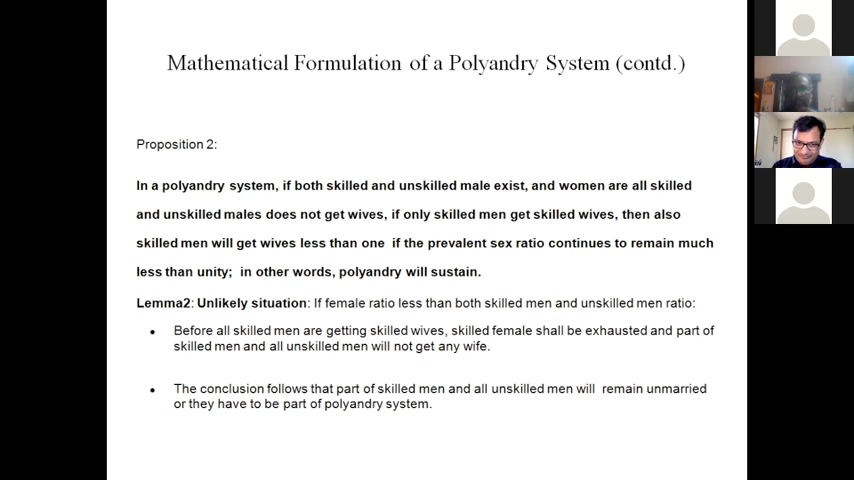 Mathematical Formulation of a Polyandry System (contd.)
Proposition 2:
In a polyandry system, if both skilled and unskilled male exist, and women are all skilled
and unskilled males does not get wives, if only skilled men get skilled wives, then also
skilled men will get wives less than one if the prevalent sex ratio continues to remain much
less than unity; in other words, polyandry will sustain.
Lemma2: Unlikely situation: If female ratio less than both skilled men and unskilled men ratio:
• Before all skilled men are getting skilled wives, skilled female shall be exhausted and part of
skilled men and all unskilled men will not get any wife.
• The conclusion follows that part of skilled men and all unskilled men will remain unmarried
or they have to be part of polyandry system.